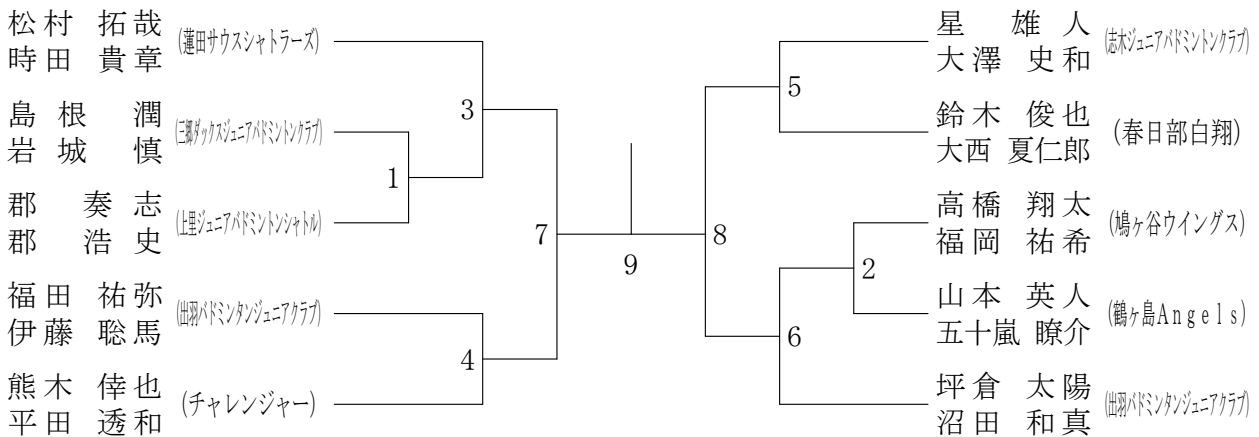 松村 拓哉
時田 貴章
(蓮田サウスシャトラーズ)
島根 潤
岩城 慎
(三郷ダックスジュニアバドミントンクラブ)
郡 奏志
郡 浩史
(上里ジュニアバドミントンシャトル)
福田 祐弥
伊藤 聡馬
(出羽バドミンタンジュニアクラブ)
熊木 倖也
平田 透和
(チャレンジャー)
3
1
7
4
9
8
5
2
6
星 雄人
大澤 史和
(志木ジュニアバドミントンクラブ)
鈴木 俊也
大西 夏仁郎
(春日部白翔)
高橋 翔太
福岡 祐希
(鳩ヶ谷ウイングス)
山本 英人
五十嵐 瞭介
(鶴ヶ島Angels)
坪倉 太陽
沼田 和真
(出羽バドミンタンジュニアクラブ)